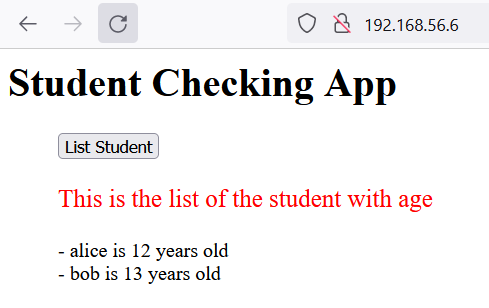 192.168.56.6
Student Checking App
List Student
This is the list of the student with age
- alice is 12 years old
- bob is 13 years old